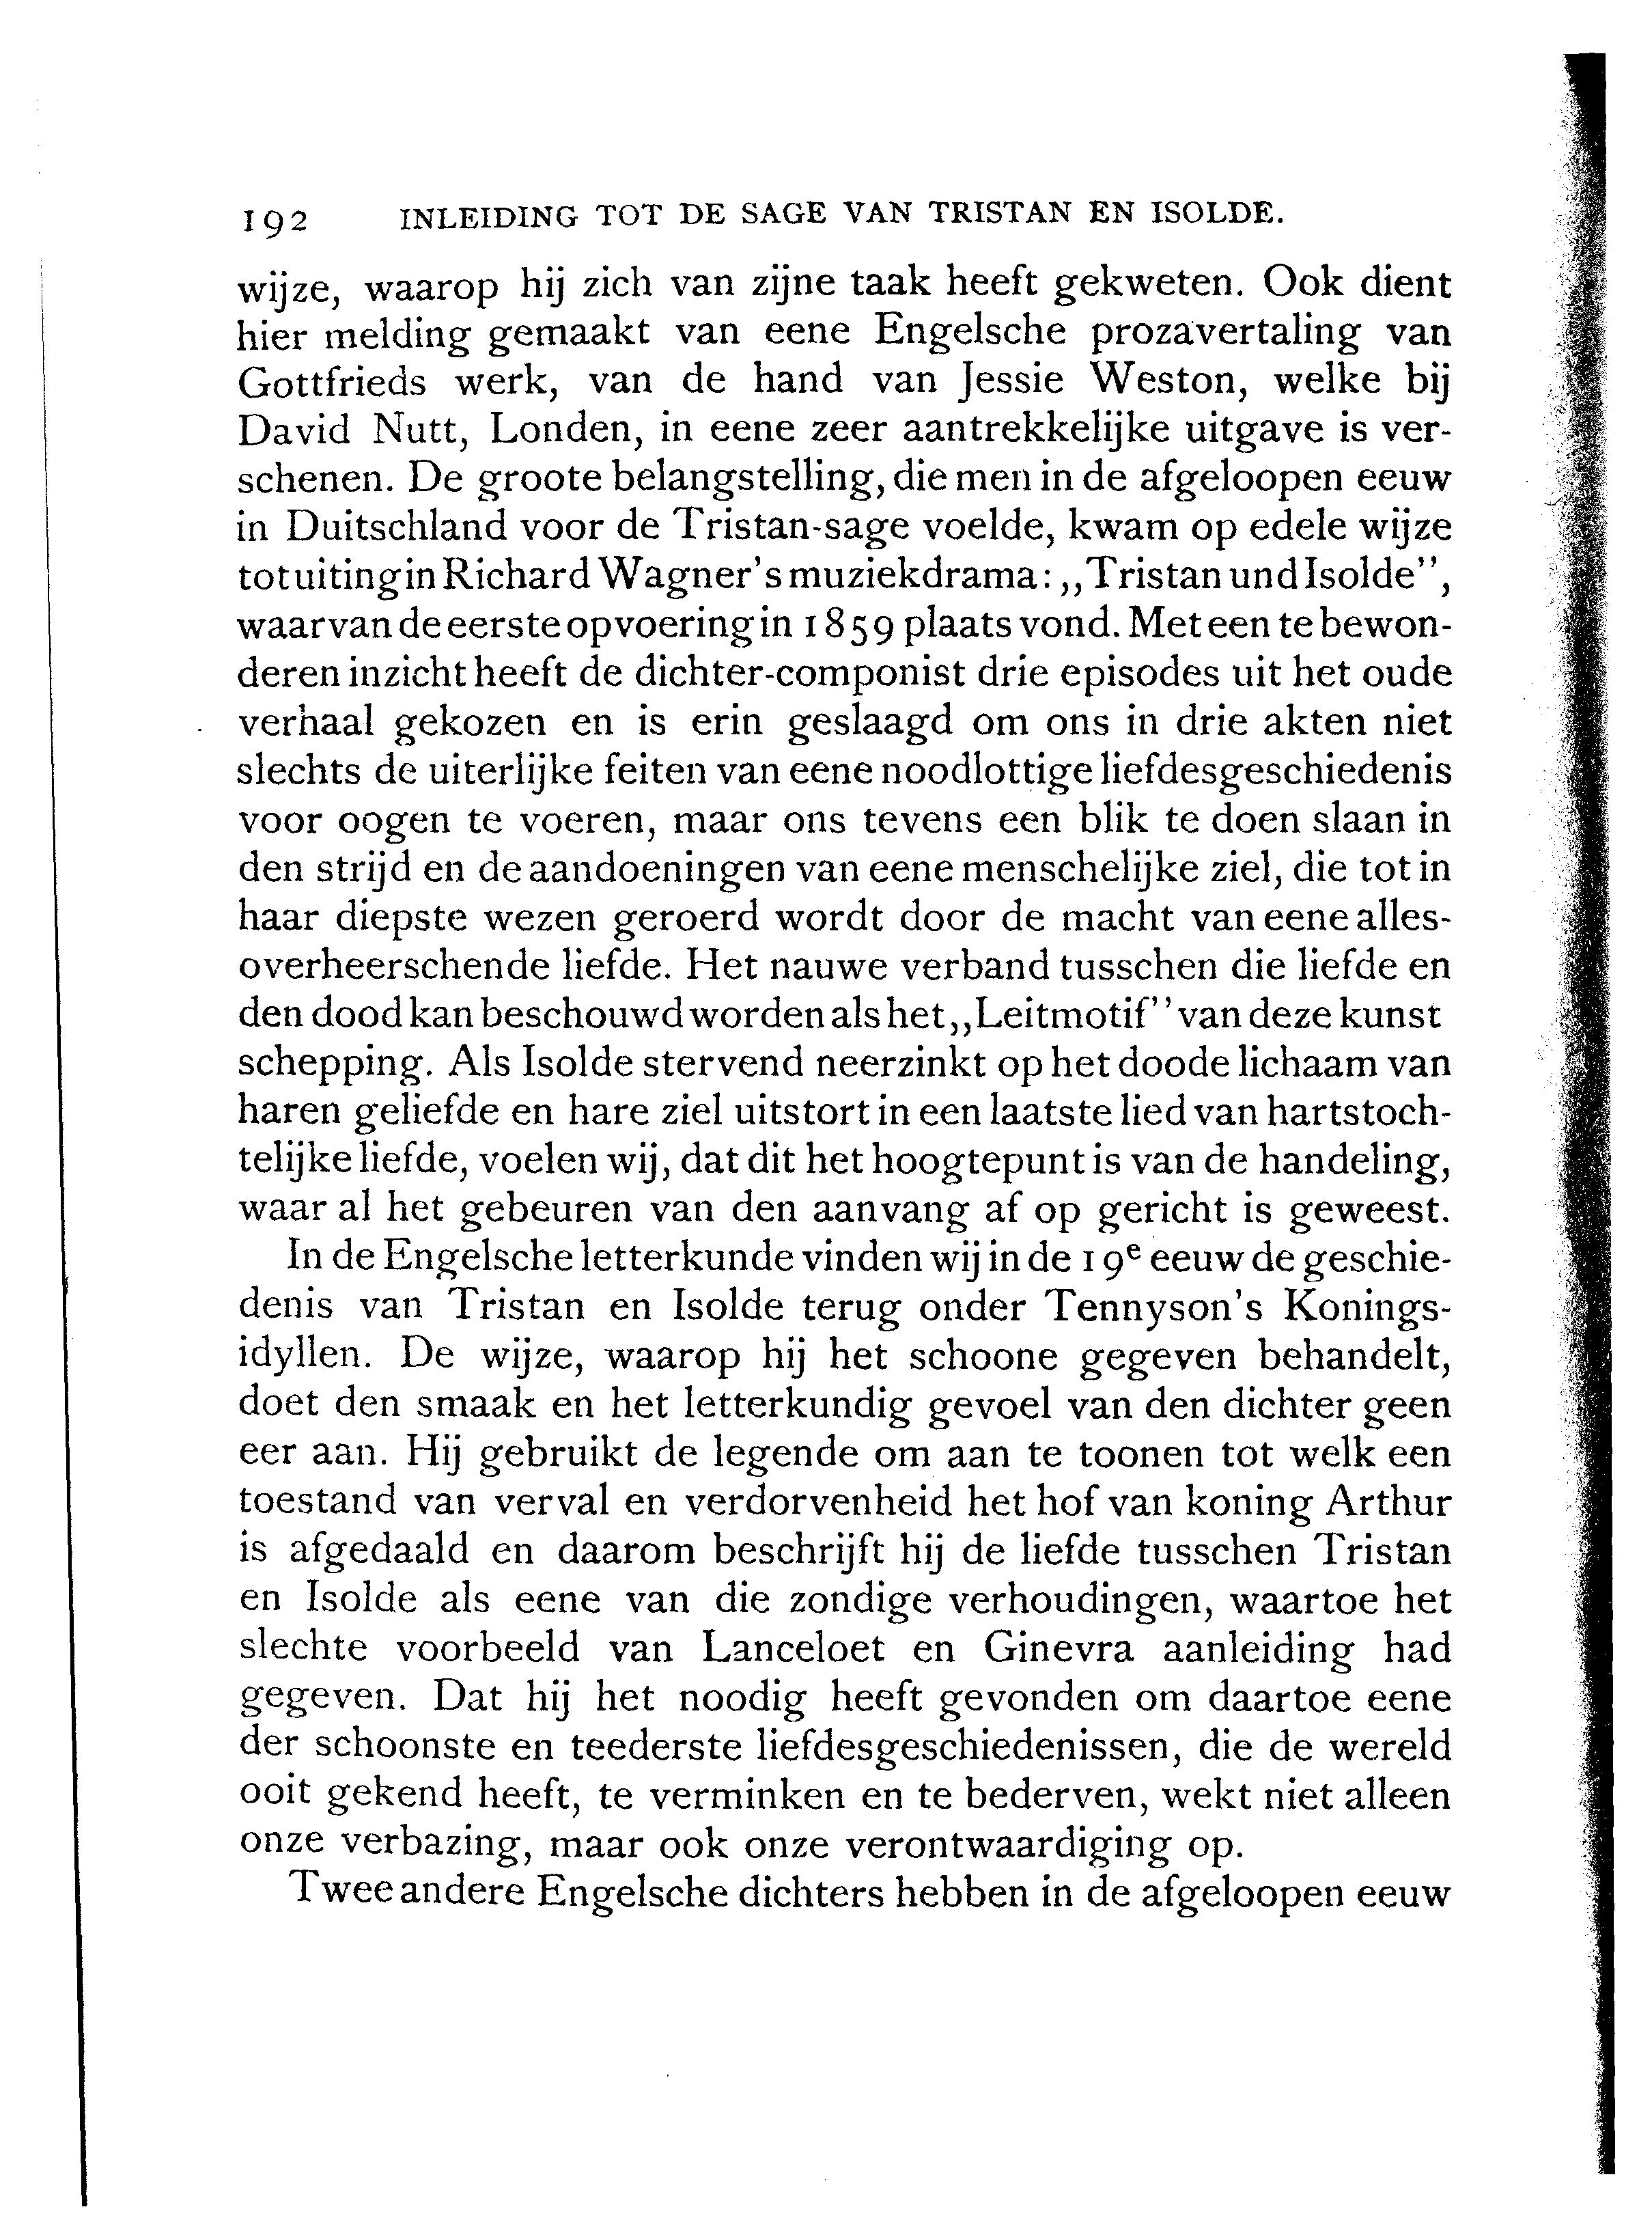 192 INLEIDING TOT DE SAGE VAN TRISTAN EN ISOLDE.
wijze, waarop hij zich van zijne taak heeft gekweten. Ook dient
hier melding gemaakt van eene Engelsche prozavertaling van
Gottfrieds werk, van de hand van Jessie Weston, welke bij
David Nutt, Londen, in eene zeer aantrekkelijke uitgave is ver-
schenen. De groote belangstelling, die men in de afgeloopen eeuw
in Duitschland voor de Tristan-sage voelde, kwam op edele wijze
tot uiting in Richard Wagner's muziekdrama: ,,Tristan und Isolde'',
waarvan de eerste opvoering in 1859 plaats vond. Met een te bewon-
deren inzicht heeft de dichter-componist drie episodes uit het oude
verhaal gekozen en is erin geslaagd om ons in drie akten niet
slechts de uiterlijke feiten van eene noodlottige liefdesgeschiedenis
voor oogen te voeren, maar ons tevens een blik te doen slaan in
den strijd en de aandoeningen van eene menschelijke ziel, die tot in
haar diepste wezen geroerd wordt door de macht van eene alles-
overheerschende liefde. Het nauwe verband tusschen die liefde en
den dood kan beschouwd worden als het ,,Leitmotif'' van deze kunst
schepping. Als Isolde stervend neerzinkt op het doode lichaam van
haren geliefde en hare ziel uitstort in een laatste lied van hartstoch-
telijke liefde, voelen wij, dat dit het hoogtepunt is van de handeling,
waar al het gebeuren van den aanvang af op gericht is geweest.
In de Engelsche letterkunde vinden wij in de 19e eeuw de geschie-
denis van Tristan en Isolde terug onder Tennyson's Konings-
idyllen. De wijze, waarop hij het schoone gegeven behandelt,
doet den smaak en het letterkundig gevoel van den dichter geen
eer aan. Hij gebruikt de legende om aan te toonen tot welk een
toestand van verval en verdorvenheid het hof van koning Arthur
is afgedaald en daarom beschrijft hij de liefde tusschen Tristan
en Isolde als eene van die zondige verhoudingen, waartoe het
slechte voorbeeld van Lanceloet en Ginevra aanleiding had
gegeven. Dat hij het noodig heeft gevonden om daartoe eene
der schoonste en teederste liefdesgeschiedenissen, die de wereld
ooit gekend heeft, te verminken en te bederven, wekt niet alleen
onze verbazing, maar ook onze verontwaardiging op.
Twee andere Engelsche dichters hebben in de afgeloopen eeuw